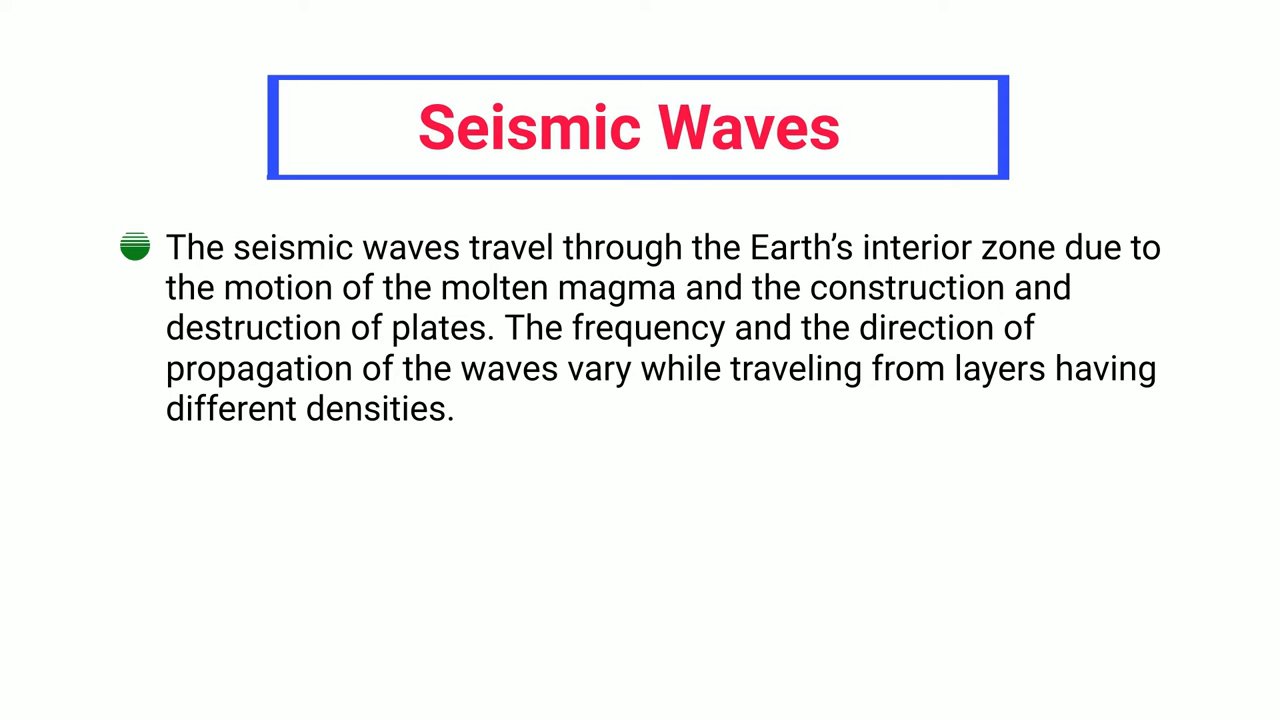 Seismic Waves
The seismic waves travel through the Earth’s interior zone due to
the motion of the molten magma and the construction and
destruction of plates. The frequency and the direction of
propagation of the waves vary while traveling from layers having
different densities.